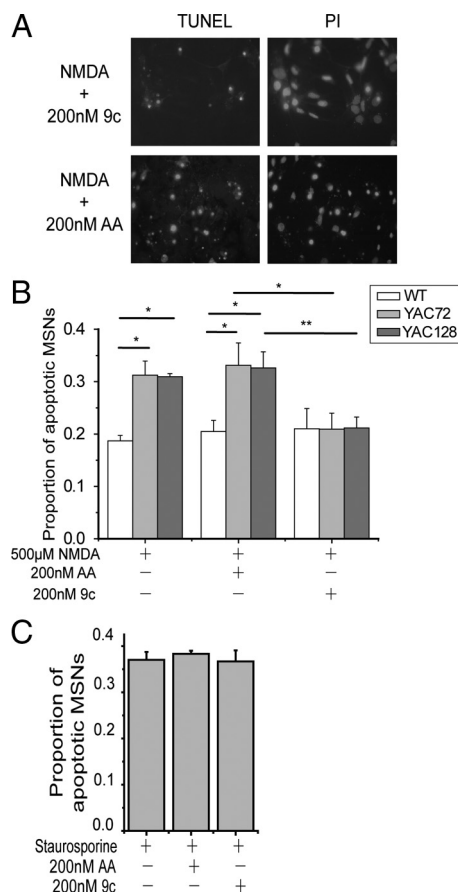 A
TUNEL PI
NMDA
+
200nM 9c
NMDA
+
200nM AA
B
WT
YAC72
YAC128
* * * * * **
Proportion of apoptotic MSNs
0.4
0.3
0.2
0.1
0.0
500µM NMDA + + +
200nM AA − + −
200nM 9c − − +
C
Proportion of
apoptotic MSNs
0.4
0.3
0.2
0.1
0.0
Staurosporine + + +
200nM AA − + −
200nM 9c − − +